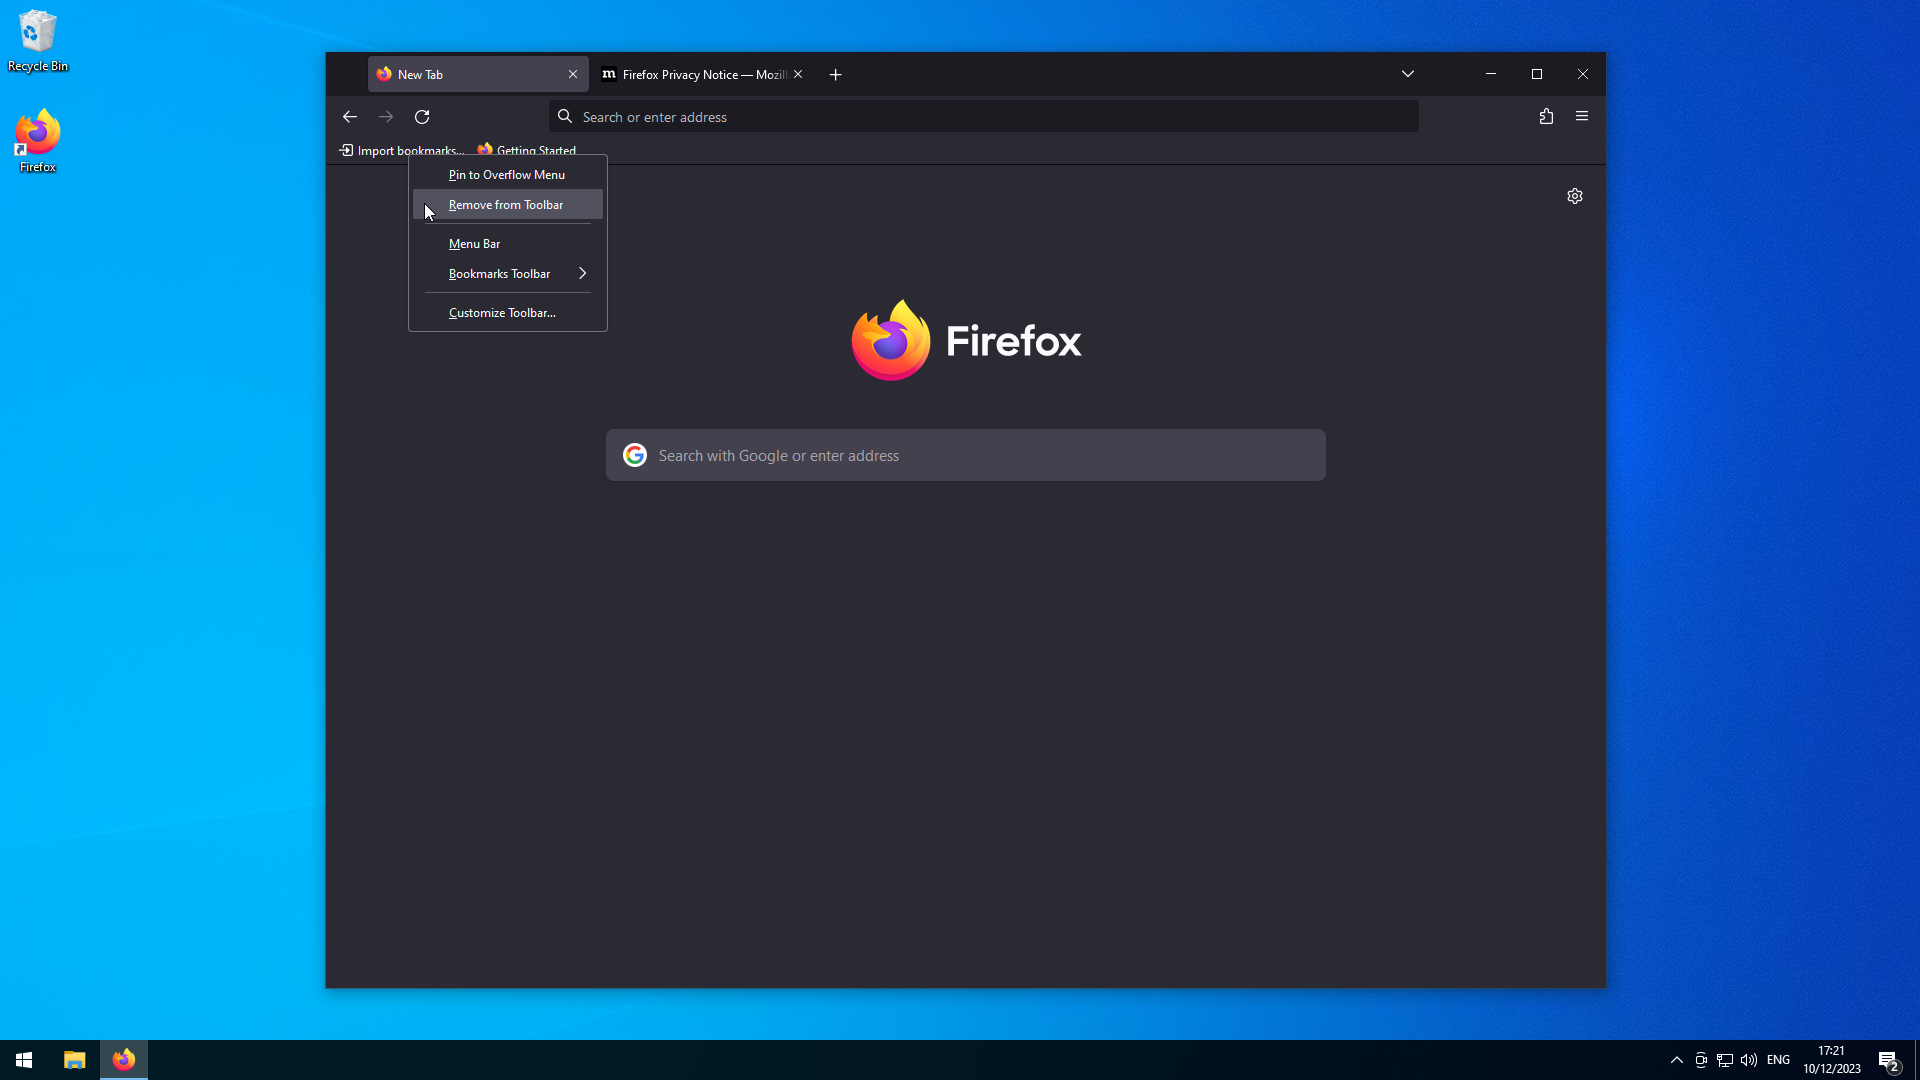 Recycle Bin
Firefox
New Tab
m Firefox Privacy Notice — Mozill
Search or enter address
Import bookmarks...
Getting Started
Pin to Overflow Menu
Remove from Toolbar
Menu Bar
Bookmarks Toolbar
Customize Toolbar...
Firefox
G Search with Google or enter address
ENG
17:21
10/12/2023
2